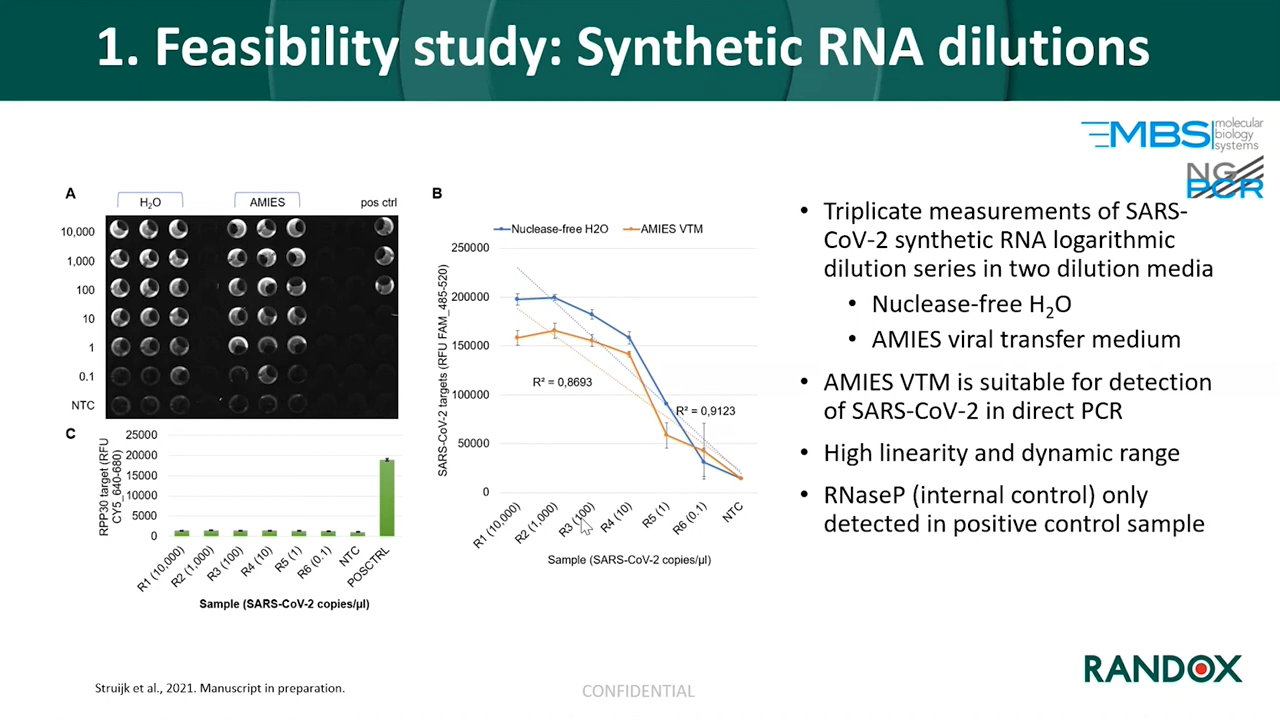 1. Feasibility study: Synthetic RNA dilutions
MBS molecular
biology
systems
NG
PCR
A
H₂O
AMIES
pos ctrl
10,000
1,000
100
10
1
0.1
NTC
B
Nuclease-free H2O
AMIES VTM
SARS-CoV-2 targets (RFU FAM_485-520)
250000
200000
150000
100000
50000
0
R² = 0,8693
R² = 0,9123
R1 (10,000)
R2 (1,000)
R3 (100)
R4 (10)
R5 (1)
R6 (0.1)
NTC
Sample (SARS-CoV-2 copies/µl)
C
RPP30 target (RFU
CY5_640-680)
25000
20000
15000
10000
5000
0
R1 (10,000)
R2 (1,000)
R3 (100)
R4 (10)
R5 (1)
R6 (0.1)
NTC
POSCTRL
Sample (SARS-CoV-2 copies/µl)
• Triplicate measurements of SARS-
CoV-2 synthetic RNA logarithmic
dilution series in two dilution media
• Nuclease-free H₂O
• AMIES viral transfer medium
• AMIES VTM is suitable for detection
of SARS-CoV-2 in direct PCR
• High linearity and dynamic range
• RNaseP (internal control) only
detected in positive control sample
Struijk et al., 2021. Manuscript in preparation.
CONFIDENTIAL
RANDOX